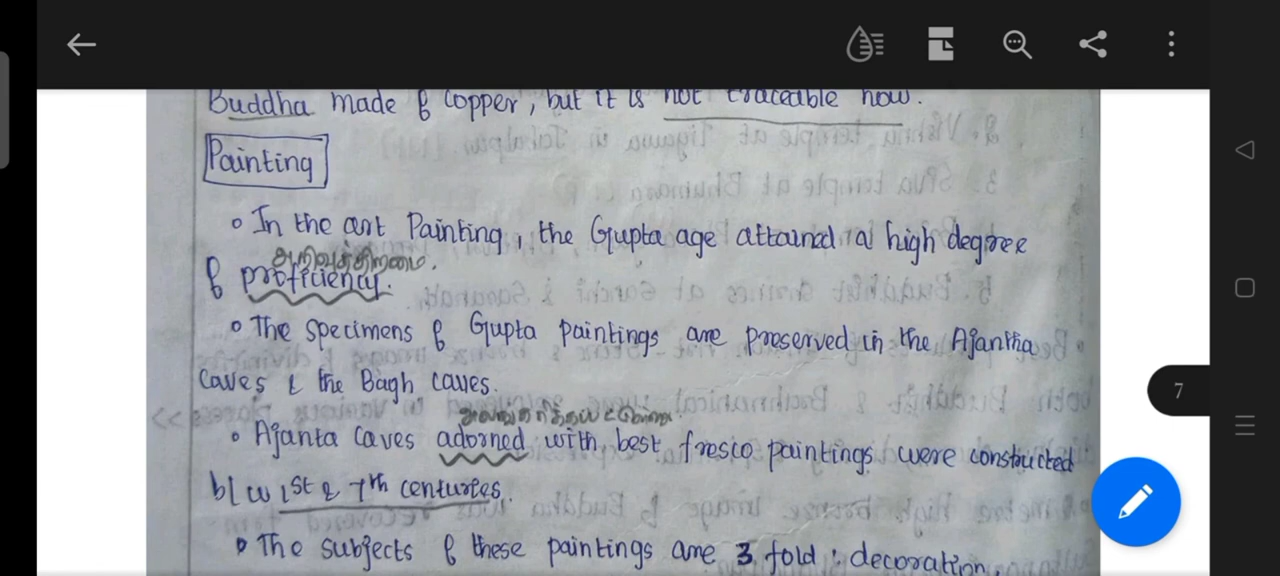 Buddha made of copper, but it is not traceable now.
Painting
In the art Painting, the Gupta age attained a high degree
அறிவுத்திறமை.
of proficiency.
The specimens of Gupta paintings are preserved in the Ajantha
caves & the Bagh caves.
Ajanta caves adorned with best fresco paintings were constructed
b/w 1st & 7th centuries.
The subjects of these paintings are 3 fold : decoration,
7